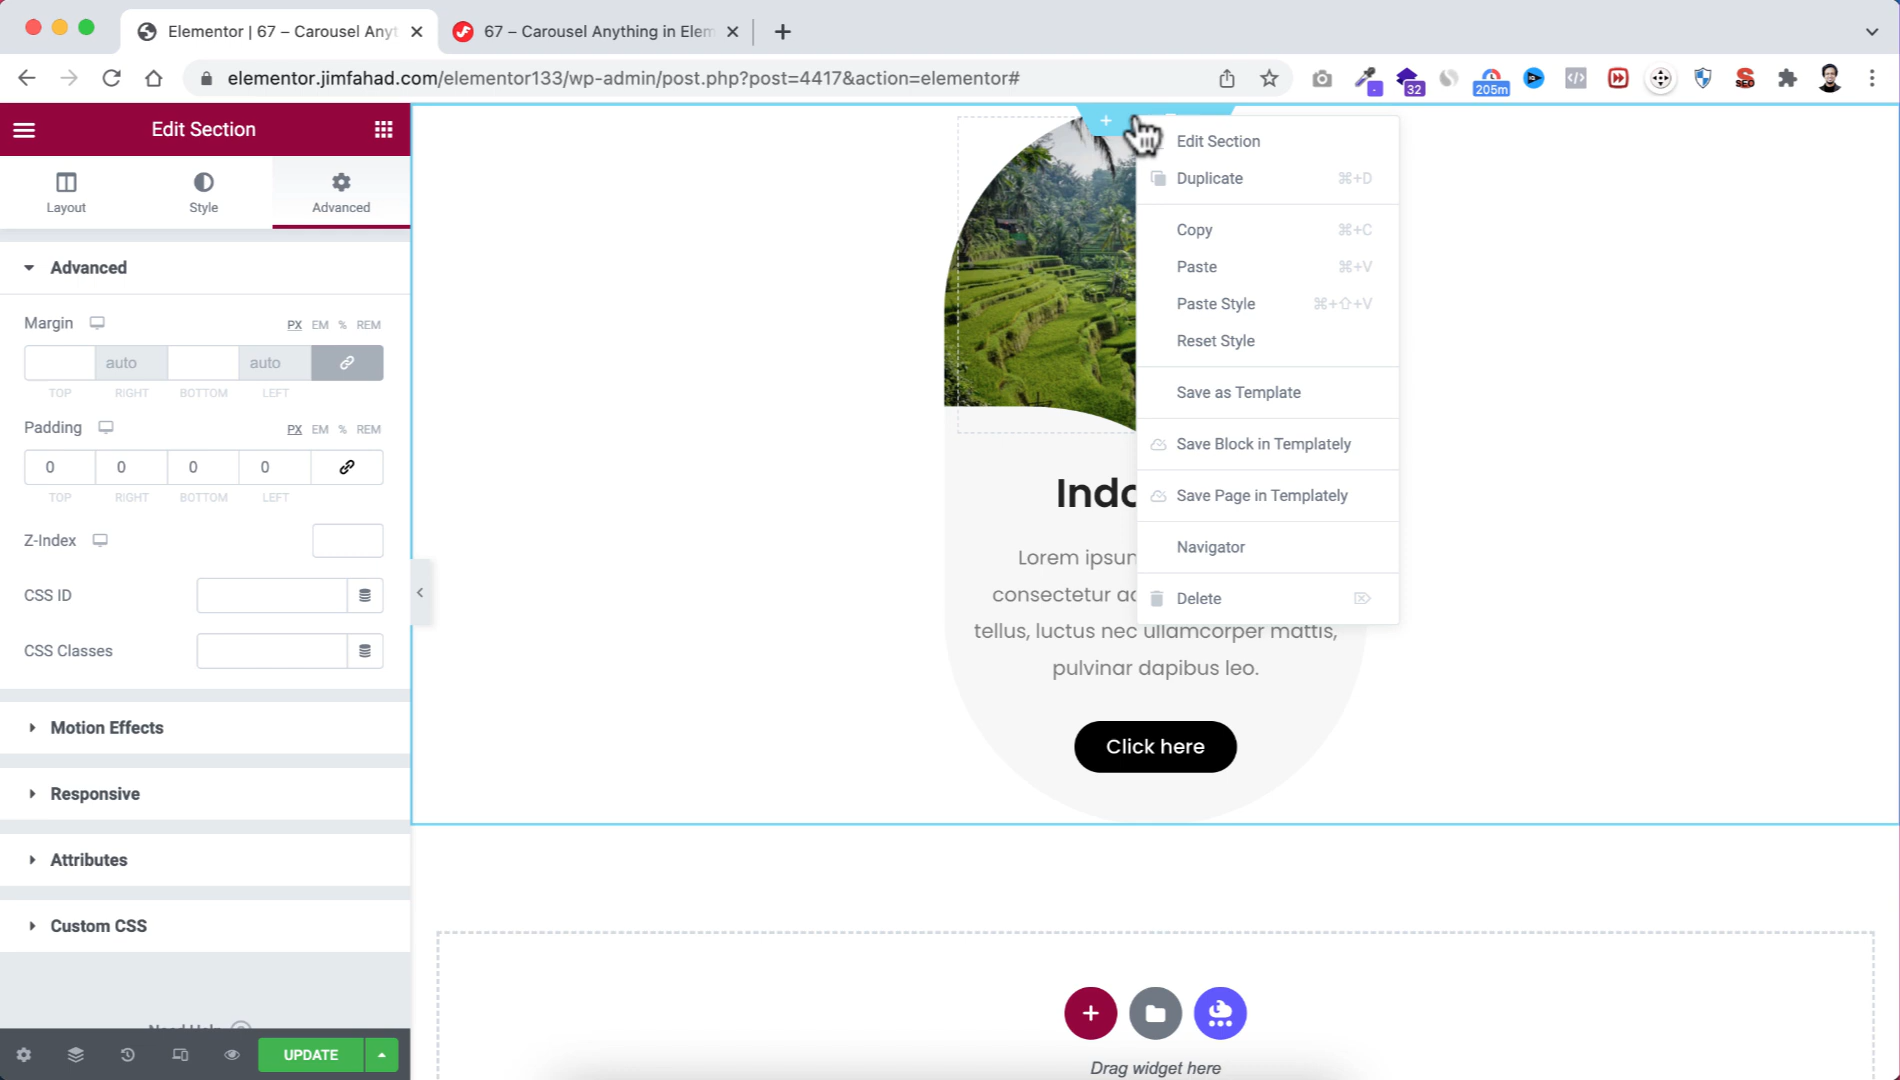 Elementor | 67 – Carousel Anyt
67 – Carousel Anything in Elem
elementor.jimfahad.com/elementor133/wp-admin/post.php?post=4417&action=elementor#
32
205m
SEO
Edit Section
Layout
Style
Advanced
Advanced
Margin
PX EM % REM
auto
auto
TOP RIGHT BOTTOM LEFT
Padding
PX EM % REM
0 0 0 0
TOP RIGHT BOTTOM LEFT
Z-Index
CSS ID
CSS Classes
Motion Effects
Responsive
Attributes
Custom CSS
Need Help
UPDATE
Edit Section
Duplicate ⌘+D
Copy ⌘+C
Paste ⌘+V
Paste Style ⌘+⇧+V
Reset Style
Save as Template
Save Block in Templately
Save Page in Templately
Navigator
Delete
Indo
Lorem ipsum
consectetur ad
tellus, luctus nec ullamcorper mattis,
pulvinar dapibus leo.
Click here
Drag widget here